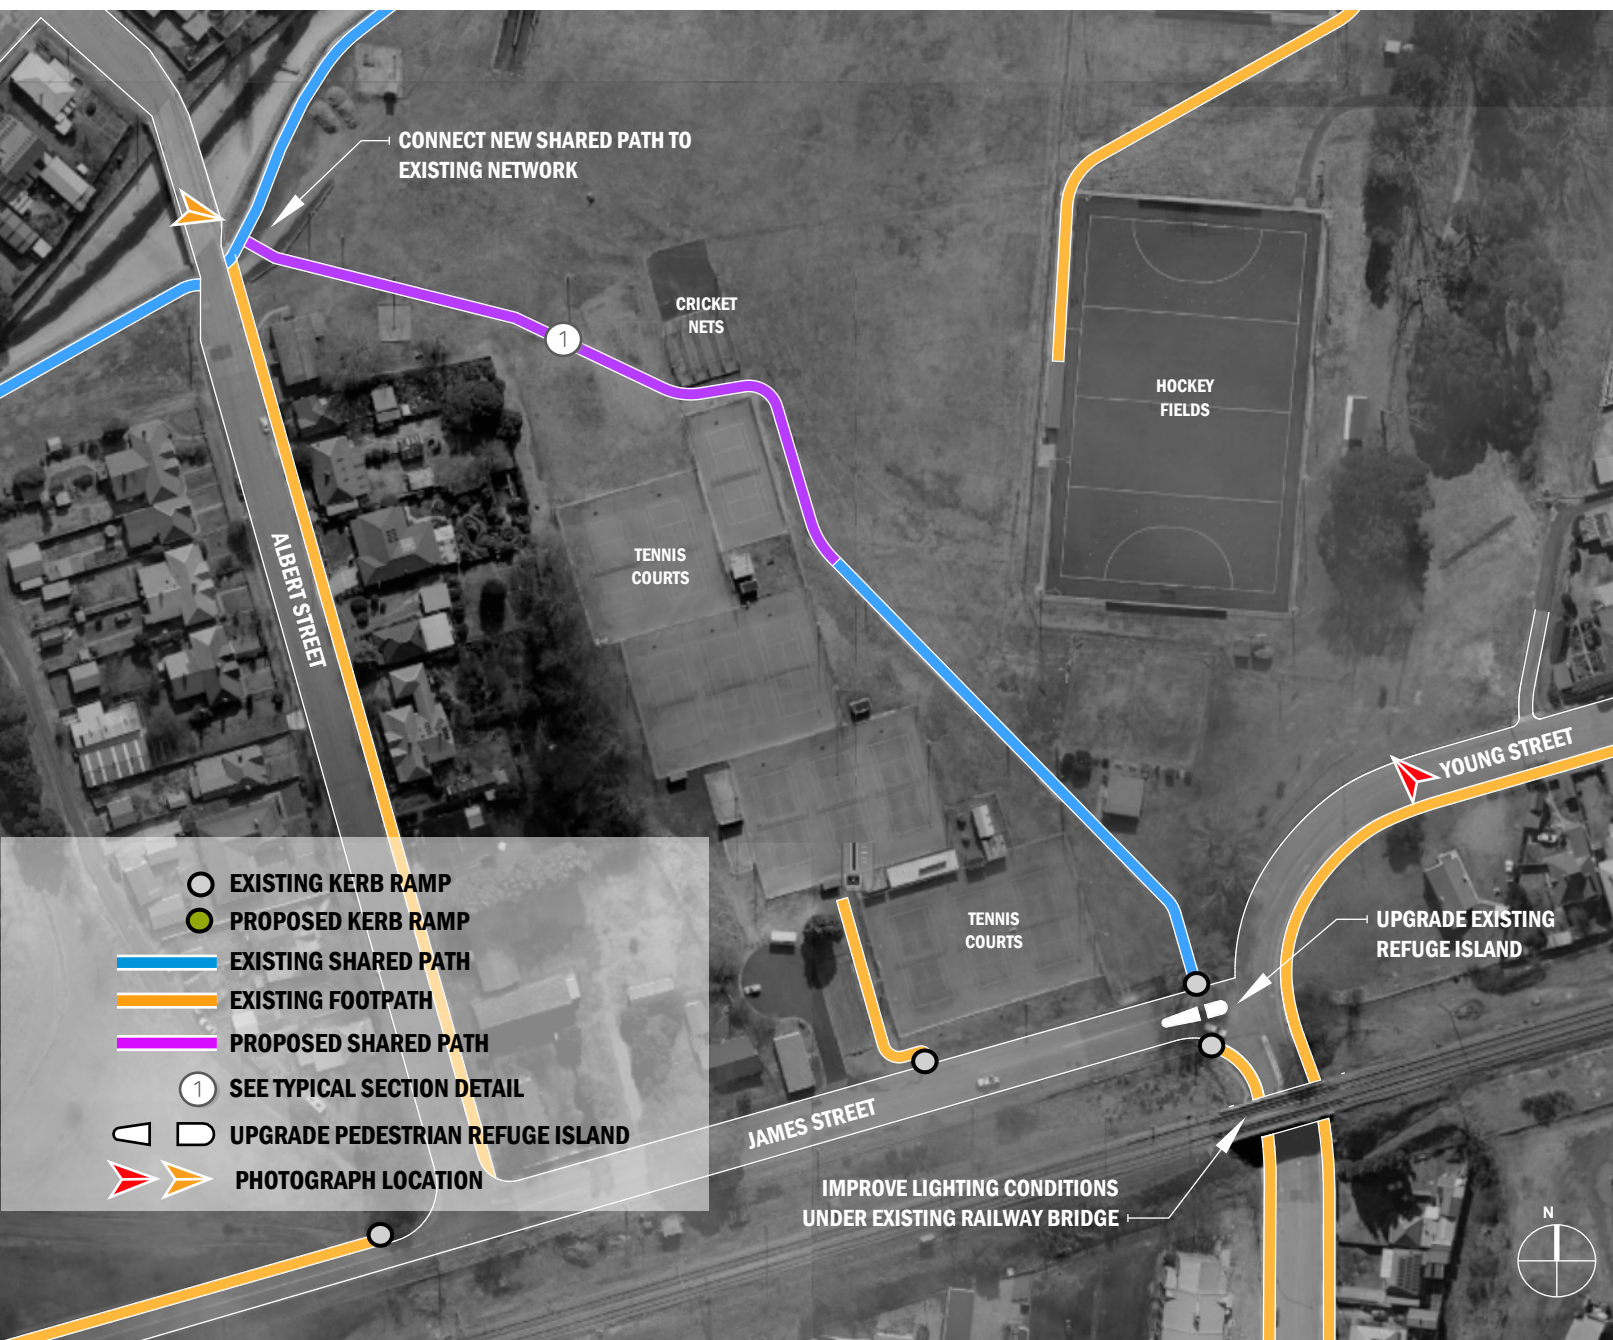 CONNECT NEW SHARED PATH TO
EXISTING NETWORK
1
CRICKET
NETS
HOCKEY
FIELDS
TENNIS
COURTS
ALBERT STREET
YOUNG STREET
TENNIS
COURTS
UPGRADE EXISTING
REFUGE ISLAND
JAMES STREET
IMPROVE LIGHTING CONDITIONS
UNDER EXISTING RAILWAY BRIDGE
N
EXISTING KERB RAMP
PROPOSED KERB RAMP
EXISTING SHARED PATH
EXISTING FOOTPATH
PROPOSED SHARED PATH
1 SEE TYPICAL SECTION DETAIL
UPGRADE PEDESTRIAN REFUGE ISLAND
PHOTOGRAPH LOCATION